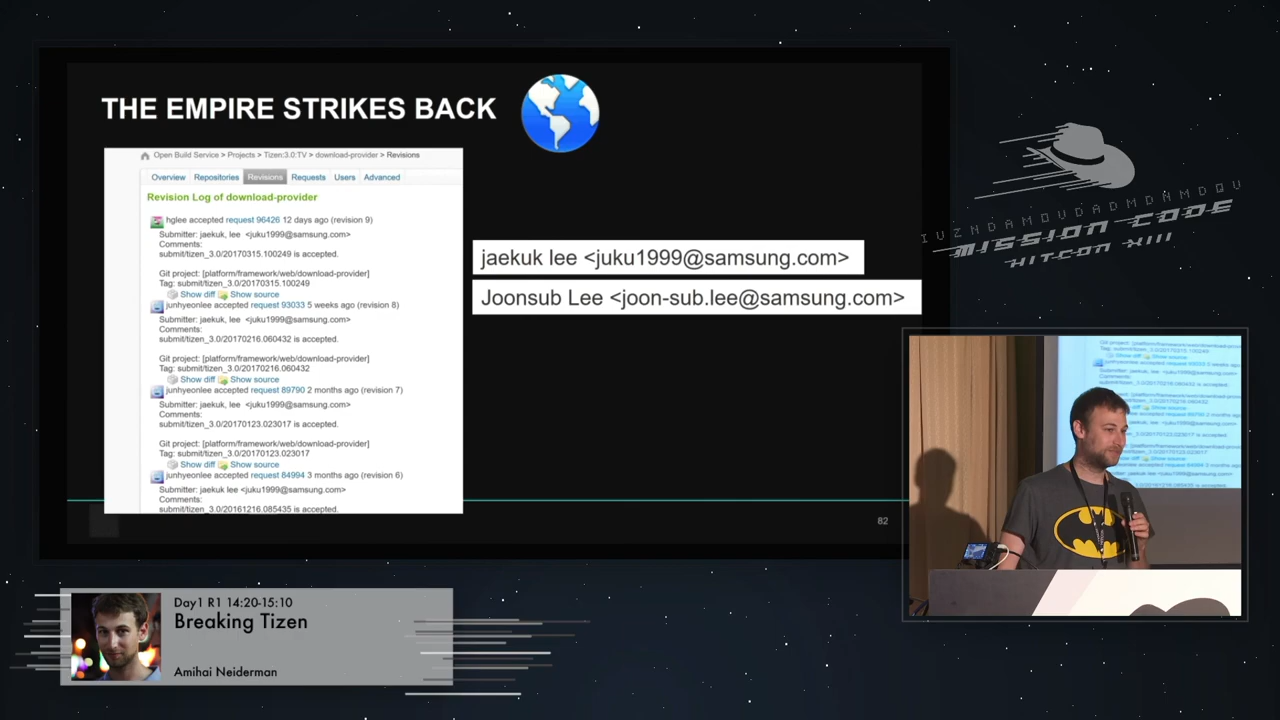 THE EMPIRE STRIKES BACK
Open Build Service > Projects > Tizen:3.0:TV > download-provider > Revisions
Overview Repositories Revisions Requests Users Advanced
Revision Log of download-provider
hglee accepted request 96426 12 days ago (revision 9)
Submitter: jaekuk, lee <juku1999@samsung.com>
Comments:
submit/tizen_3.0/20170315.100249 is accepted.
Git project: [platform/framework/web/download-provider]
Tag: submit/tizen_3.0/20170315.100249
Show diff Show source
junhyeonlee accepted request 93033 5 weeks ago (revision 8)
Submitter: jaekuk, lee <juku1999@samsung.com>
Comments:
submit/tizen_3.0/20170216.060432 is accepted.
Git project: [platform/framework/web/download-provider]
Tag: submit/tizen_3.0/20170216.060432
Show diff Show source
junhyeonlee accepted request 89790 2 months ago (revision 7)
Submitter: jaekuk, lee <juku1999@samsung.com>
Comments:
submit/tizen_3.0/20170123.023017 is accepted.
Git project: [platform/framework/web/download-provider]
Tag: submit/tizen_3.0/20170123.023017
Show diff Show source
junhyeonlee accepted request 84994 3 months ago (revision 6)
Submitter: jaekuk lee <juku1999@samsung.com>
Comments:
submit/tizen_3.0/20161216.085435 is accepted.
jaekuk lee <juku1999@samsung.com>
Joonsub Lee <joon-sub.lee@samsung.com>
82
MISSION CODE
HITCON XIII
Day1 R1 14:20-15:10
Breaking Tizen
Amihai Neiderman